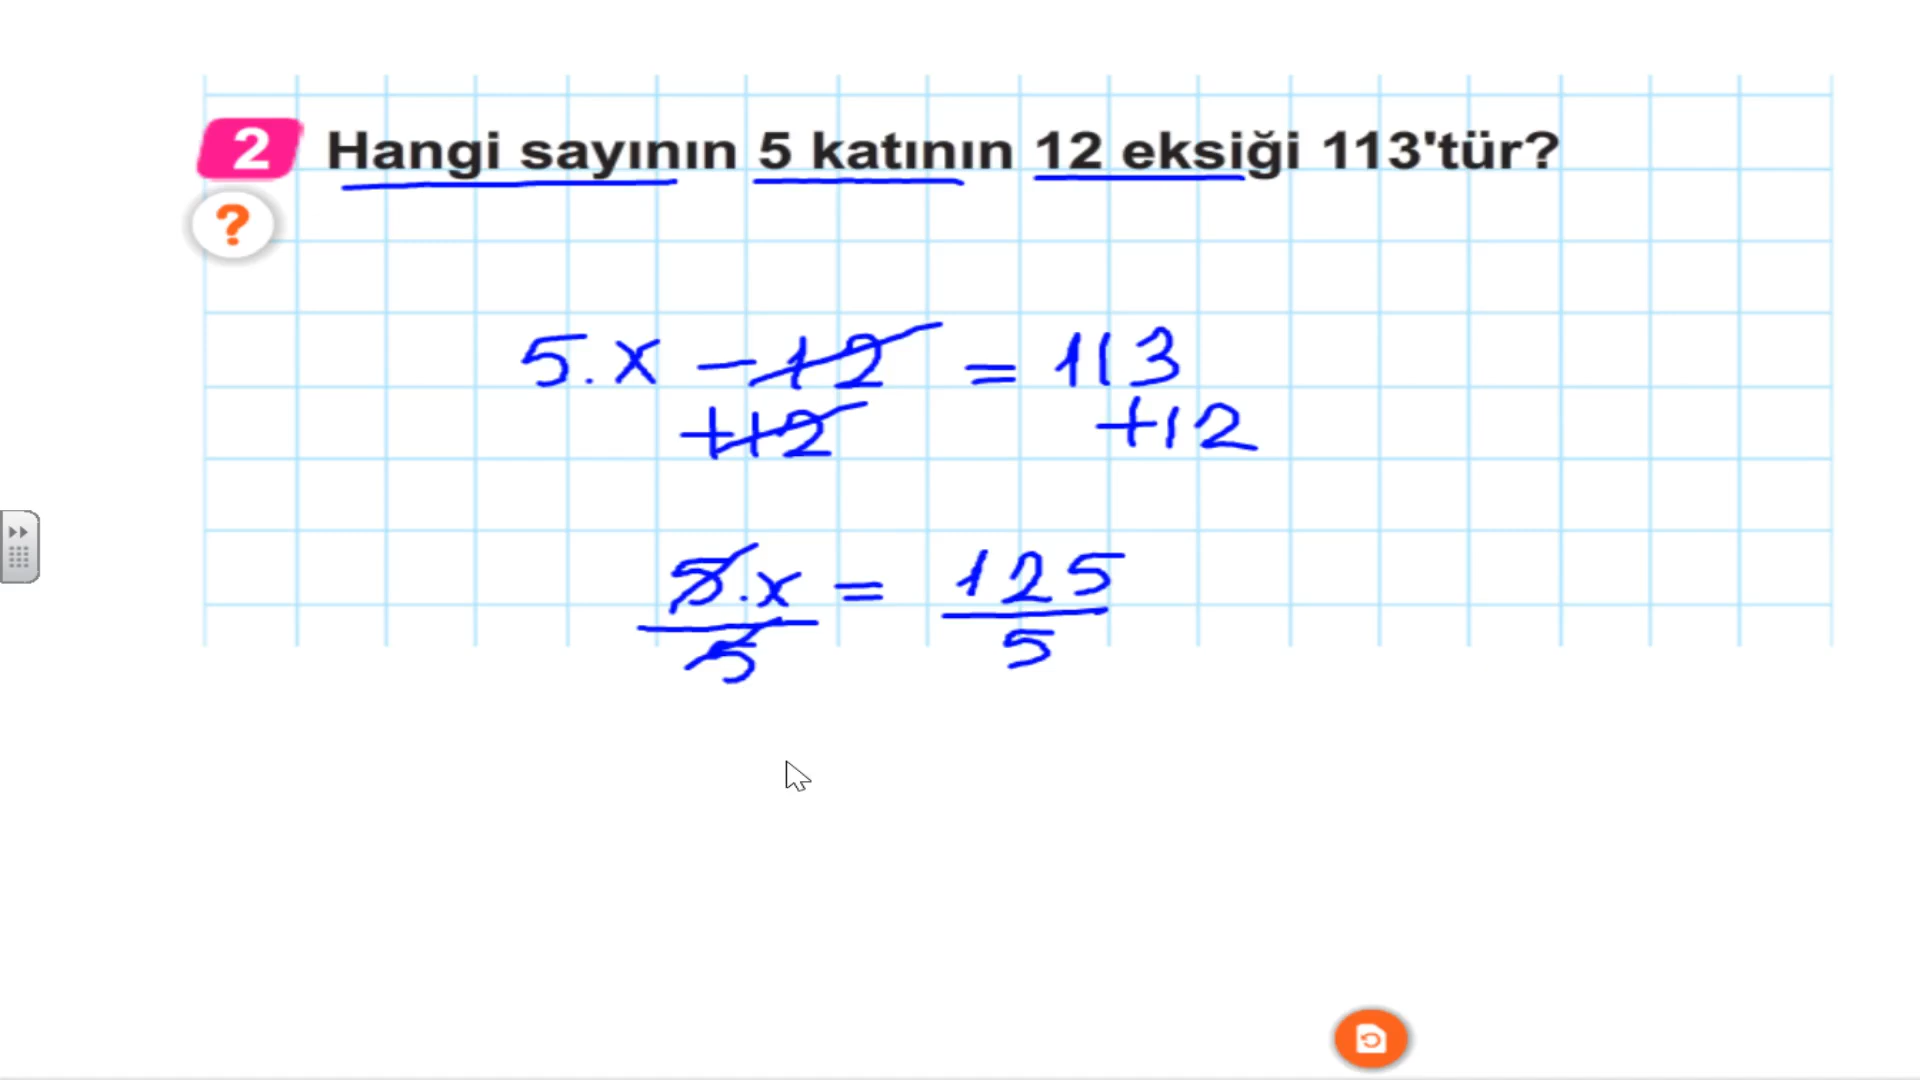 2 Hangi sayının 5 katının 12 eksiği 113'tür?
?
5.x - 12 = 113
+12 +12
5.x = 125
5 5